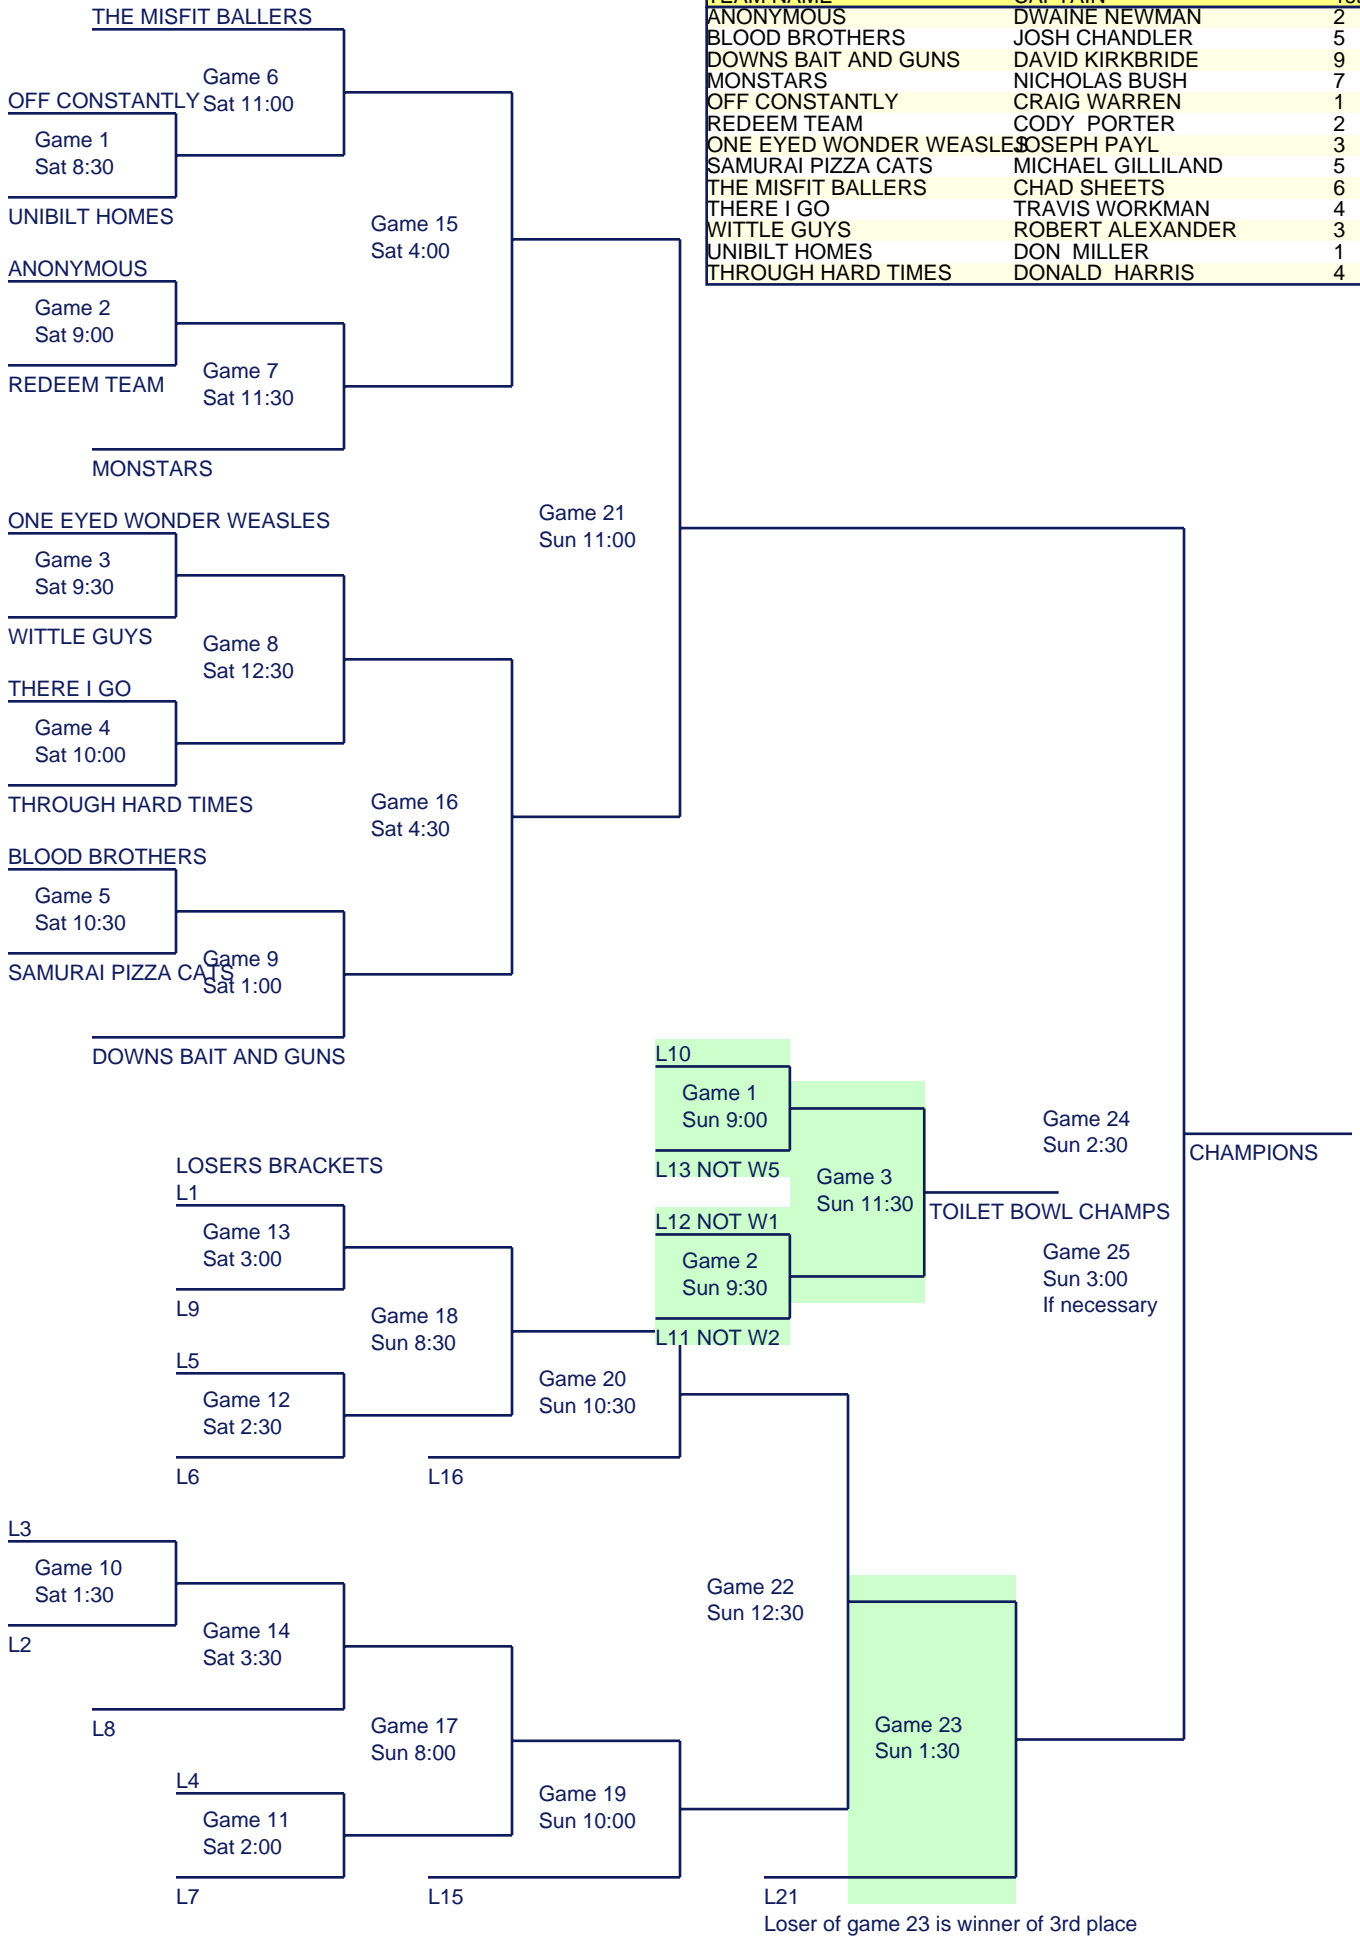 THE MISFIT BALLERS
Game 6
Sat 11:00
OFF CONSTANTLY
Game 1
Sat 8:30
UNIBILT HOMES
Game 15
Sat 4:00
ANONYMOUS
Game 2
Sat 9:00
REDEEM TEAM
Game 7
Sat 11:30
MONSTARS
ONE EYED WONDER WEASLES
Game 3
Sat 9:30
WITTLE GUYS
Game 8
Sat 12:30
THERE I GO
Game 4
Sat 10:00
THROUGH HARD TIMES
Game 16
Sat 4:30
BLOOD BROTHERS
Game 5
Sat 10:30
SAMURAI PIZZA CATS
Game 9
Sat 1:00
DOWNS BAIT AND GUNS
Game 21
Sun 11:00
TEAM NAME CAPTAIN
ANONYMOUS DWAINE NEWMAN 2
BLOOD BROTHERS JOSH CHANDLER 5
DOWNS BAIT AND GUNS DAVID KIRKBRIDE 9
MONSTARS NICHOLAS BUSH 7
OFF CONSTANTLY CRAIG WARREN 1
REDEEM TEAM CODY PORTER 2
ONE EYED WONDER WEASLES JOSEPH PAYL 3
SAMURAI PIZZA CATS MICHAEL GILLILAND 5
THE MISFIT BALLERS CHAD SHEETS 6
THERE I GO TRAVIS WORKMAN 4
WITTLE GUYS ROBERT ALEXANDER 3
UNIBILT HOMES DON MILLER 1
THROUGH HARD TIMES DONALD HARRIS 4
L10
Game 1
Sun 9:00
L13 NOT W5
Game 3
Sun 11:30
L12 NOT W1
Game 2
Sun 9:30
L11 NOT W2
TOILET BOWL CHAMPS
Game 24
Sun 2:30
CHAMPIONS
Game 25
Sun 3:00
If necessary
LOSERS BRACKETS
L1
Game 13
Sat 3:00
L9
Game 18
Sun 8:30
L5
Game 12
Sat 2:30
L6
Game 20
Sun 10:30
L16
L3
Game 10
Sat 1:30
L2
Game 14
Sat 3:30
L8
Game 17
Sun 8:00
L4
Game 11
Sat 2:00
L7
Game 19
Sun 10:00
L15
Game 22
Sun 12:30
Game 23
Sun 1:30
L21
Loser of game 23 is winner of 3rd place